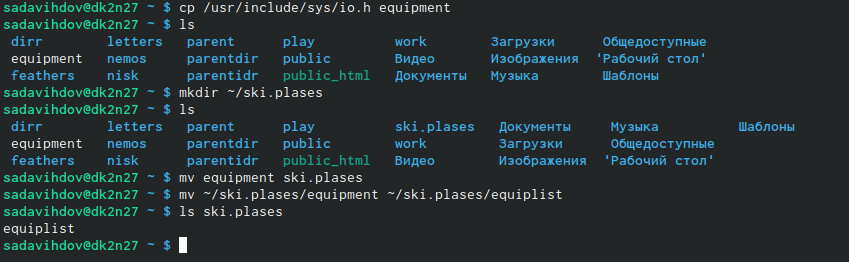 sadavihdov@dk2n27 ~ $ cp /usr/include/sys/io.h equipment
sadavihdov@dk2n27 ~ $ ls
dirr letters parent play work Загрузки Общедоступные
equipment nemos parentdir public Видео Изображения 'Рабочий стол'
feathers nisk parentidr public_html Документы Музыка Шаблоны
sadavihdov@dk2n27 ~ $ mkdir ~/ski.plases
sadavihdov@dk2n27 ~ $ ls
dirr letters parent play ski.plases Документы Музыка Шаблоны
equipment nemos parentdir public work Загрузки Общедоступные
feathers nisk parentidr public_html Видео Изображения 'Рабочий стол'
sadavihdov@dk2n27 ~ $ mv equipment ski.plases
sadavihdov@dk2n27 ~ $ mv ~/ski.plases/equipment ~/ski.plases/equiplist
sadavihdov@dk2n27 ~ $ ls ski.plases
equiplist
sadavihdov@dk2n27 ~ $